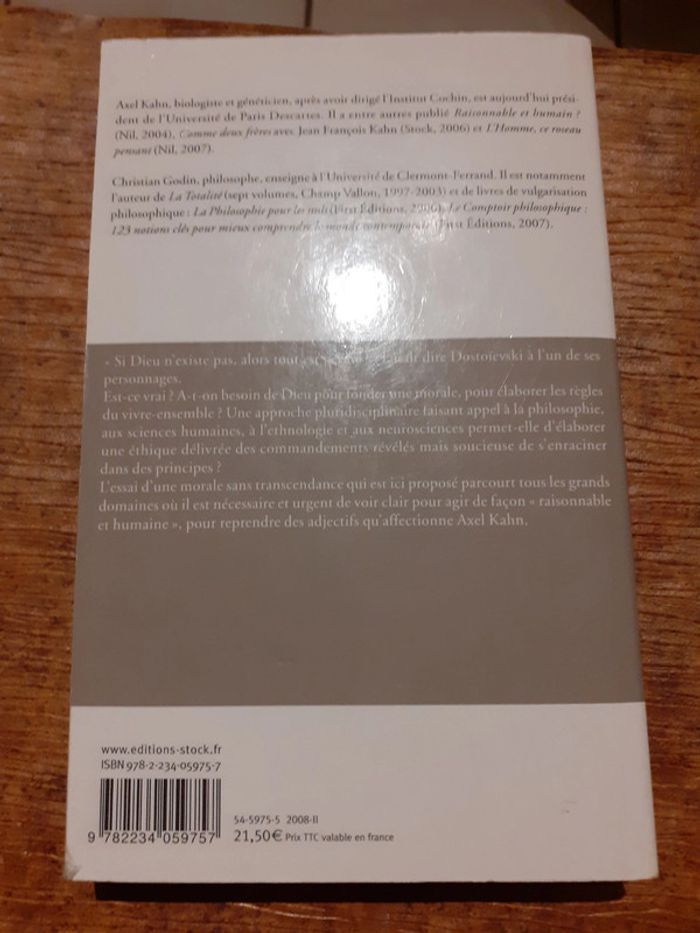 Axel Kahn, biologiste et généticien, après avoir dirigé l'Institut Cochin, est aujourd'hui prési-
dent de l'Université de Paris Descartes. Il a entre autres publié Raisonnable et humain ?
(Nil, 2004), Comme deux frères avec Jean François Kahn (Stock, 2006) et L'Homme, ce roseau
pensant (Nil, 2007).
Christian Godin, philosophe, enseigne à l'Université de Clermont-Ferrand. Il est notamment
l'auteur de La Totalité (sept volumes, Champ Vallon, 1997-2003) et de livres de vulgarisation
philosophique : La Philosophie pour les nuls (First Éditions, 2006), Le Comptoir philosophique :
123 notions clés pour mieux comprendre le monde contemporain (First Éditions, 2007).
« Si Dieu n'existe pas, alors tout est dire Dostoïevski à l'un de ses
personnages.
Est-ce vrai ? A-t-on besoin de Dieu pour fonder une morale, pour élaborer les règles
du vivre-ensemble ? Une approche pluridisciplinaire faisant appel à la philosophie,
aux sciences humaines, à l'ethnologie et aux neurosciences permet-elle d'élaborer
une éthique délivrée des commandements révélés mais soucieuse de s'enraciner
dans des principes ?
L'essai d'une morale sans transcendance qui est ici proposé parcourt tous les grands
domaines où il est nécessaire et urgent de voir clair pour agir de façon « raisonnable
et humaine », pour reprendre des adjectifs qu'affectionne Axel Kahn.
www.editions-stock.fr
ISBN 978-2-234-05975-7
54-5975-5 2008-II
9 782234 059757
21,50€ Prix TTC valable en france